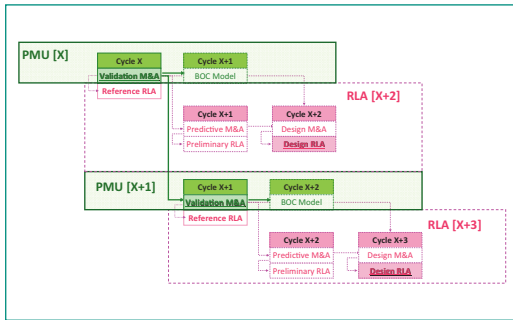 PMU [X]
Cycle X
Cycle X+1
Validation M&A
BOC Model
Reference RLA
RLA [X+2]
Cycle X+1
Cycle X+2
Predictive M&A
Design M&A
Preliminary RLA
Design RLA
PMU [X+1]
Cycle X+1
Cycle X+2
Validation M&A
BOC Model
Reference RLA
RLA [X+3]
Cycle X+2
Cycle X+3
Predictive M&A
Design M&A
Preliminary RLA
Design RLA